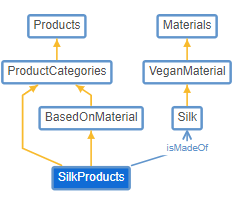 Products
Materials
ProductCategories
VeganMaterial
BasedOnMaterial
Silk
isMadeOf
SilkProducts